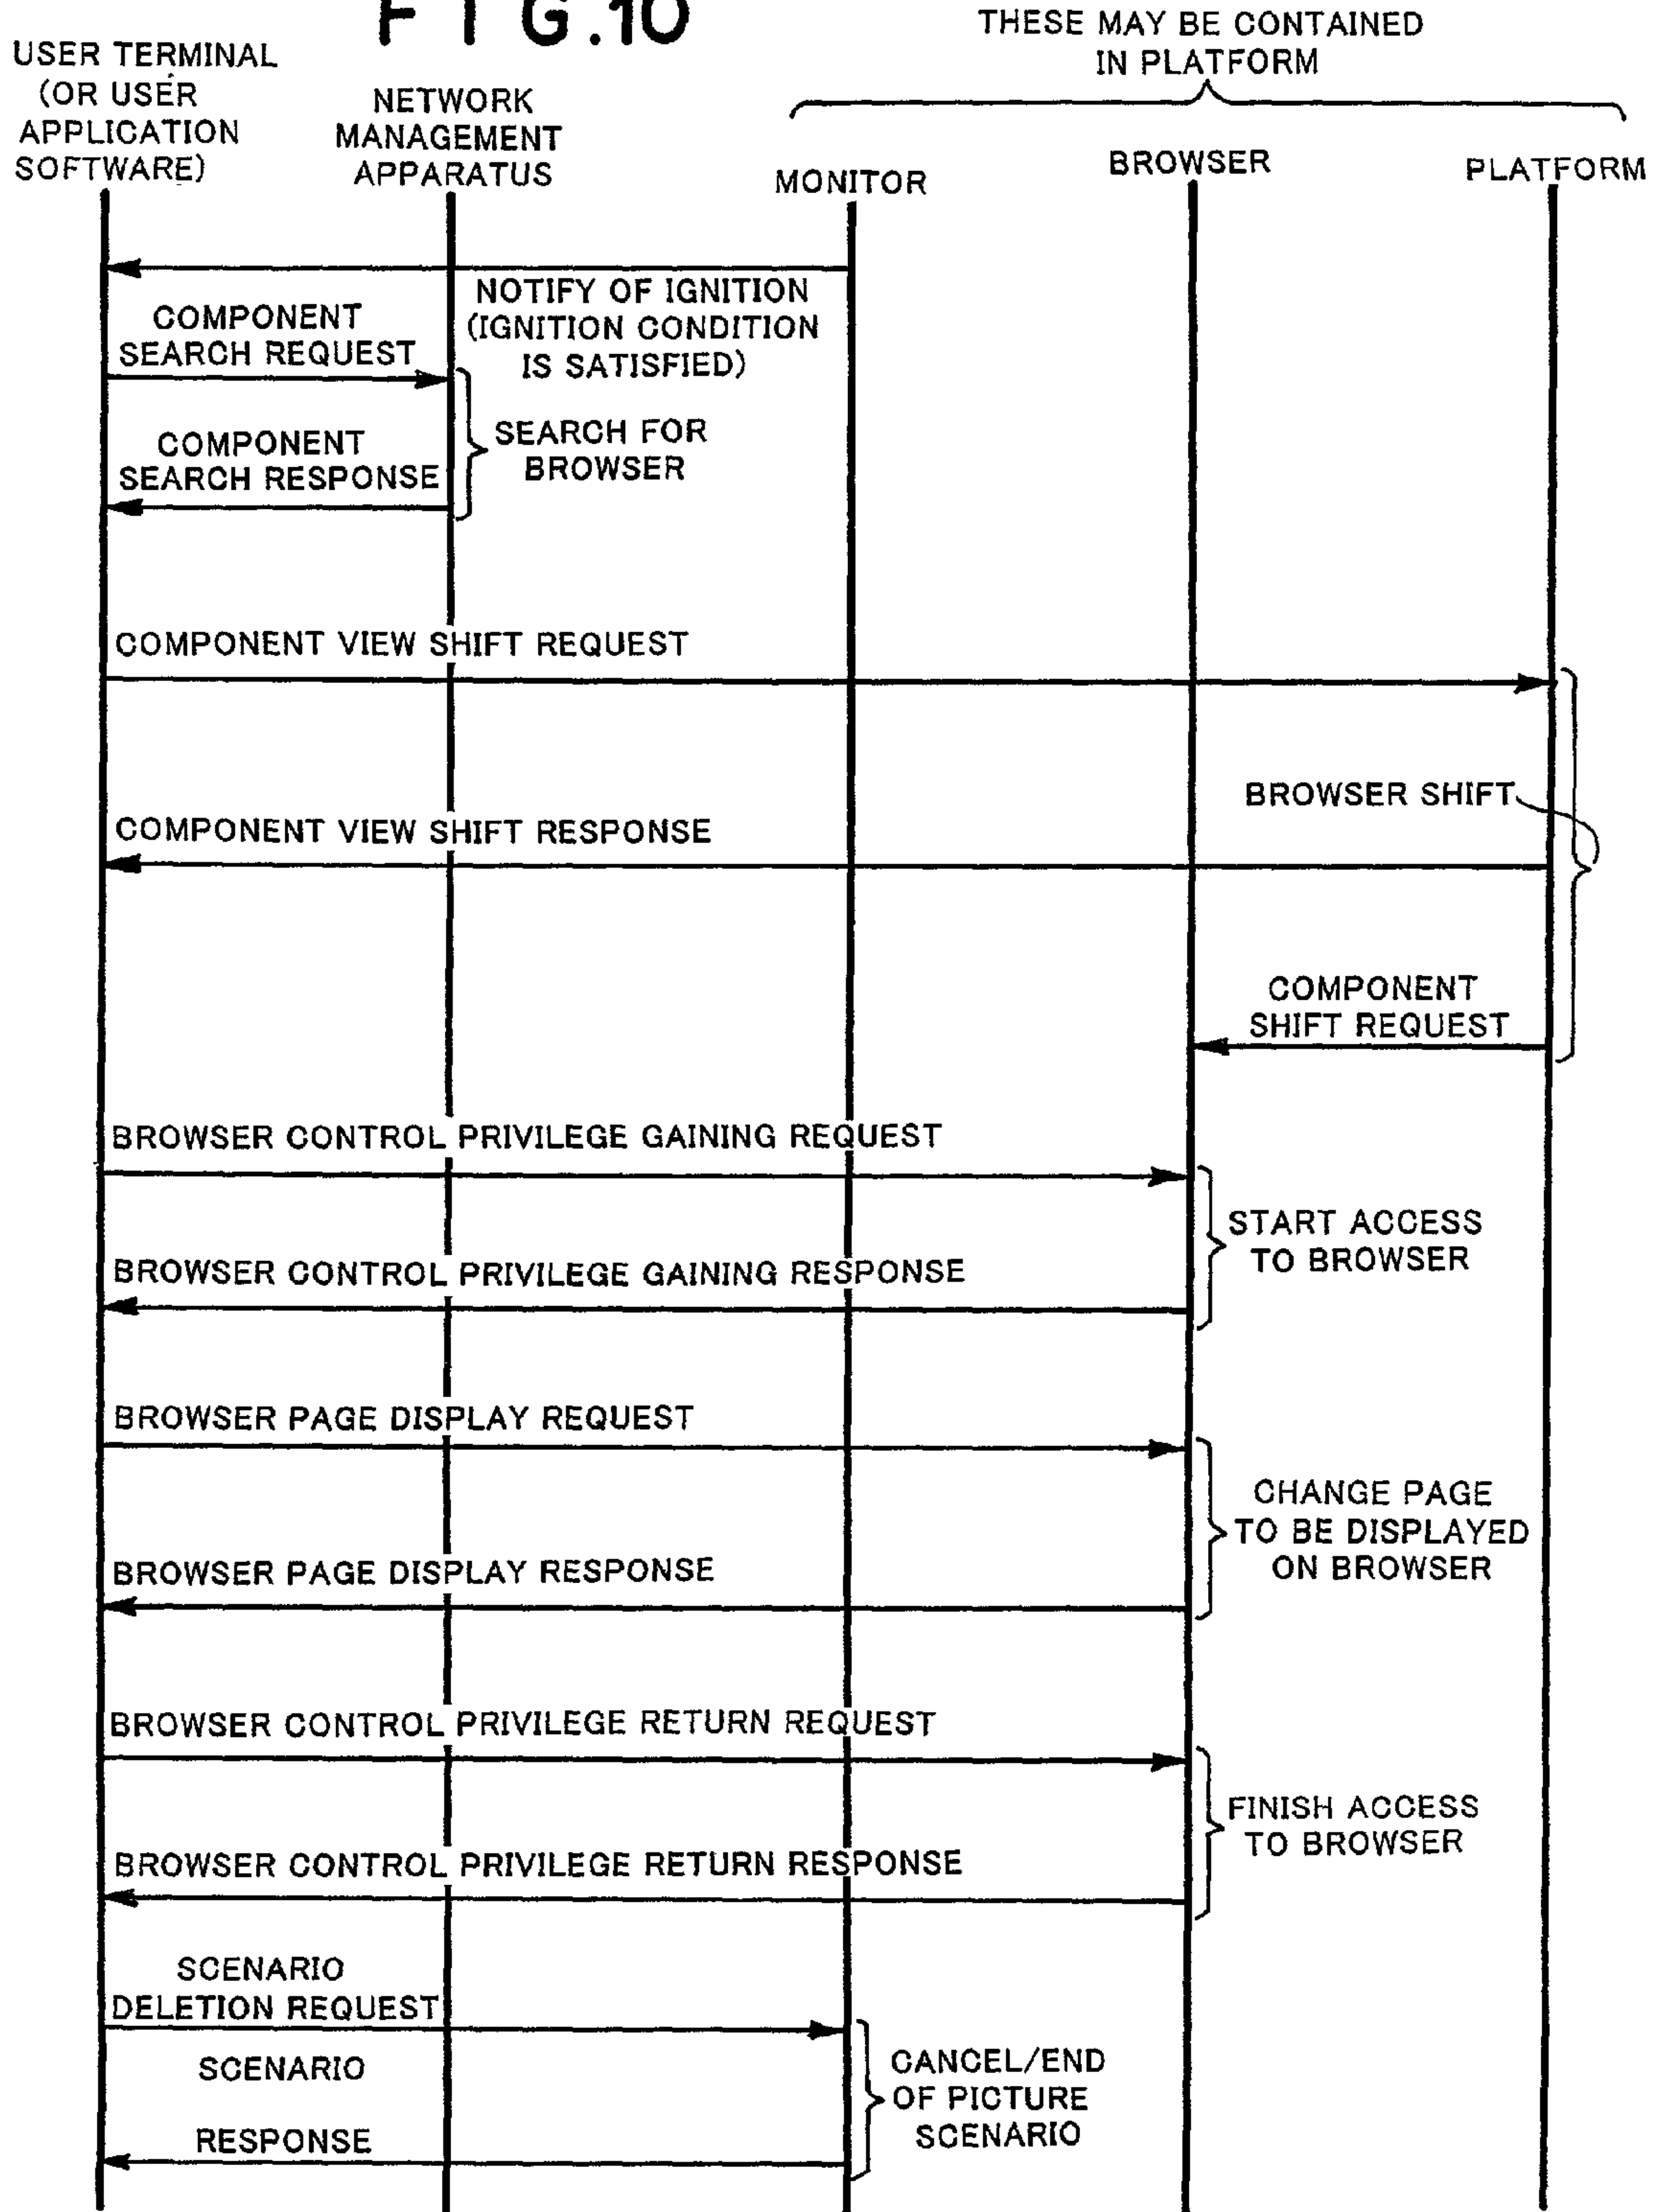 FIG.10
THESE MAY BE CONTAINED
IN PLATFORM
USER TERMINAL
(OR USER
APPLICATION
SOFTWARE)
NETWORK
MANAGEMENT
APPARATUS
MONITOR
BROWSER
PLATFORM
NOTIFY OF IGNITION
(IGNITION CONDITION
IS SATISFIED)
COMPONENT
SEARCH REQUEST
SEARCH FOR
BROWSER
COMPONENT
SEARCH RESPONSE
COMPONENT VIEW SHIFT REQUEST
BROWSER SHIFT
COMPONENT VIEW SHIFT RESPONSE
COMPONENT
SHIFT REQUEST
BROWSER CONTROL PRIVILEGE GAINING REQUEST
START ACCESS
TO BROWSER
BROWSER CONTROL PRIVILEGE GAINING RESPONSE
BROWSER PAGE DISPLAY REQUEST
CHANGE PAGE
TO BE DISPLAYED
ON BROWSER
BROWSER PAGE DISPLAY RESPONSE
BROWSER CONTROL PRIVILEGE RETURN REQUEST
FINISH ACCESS
TO BROWSER
BROWSER CONTROL PRIVILEGE RETURN RESPONSE
SCENARIO
DELETION REQUEST
CANCEL/END
OF PICTURE
SCENARIO
SCENARIO
RESPONSE